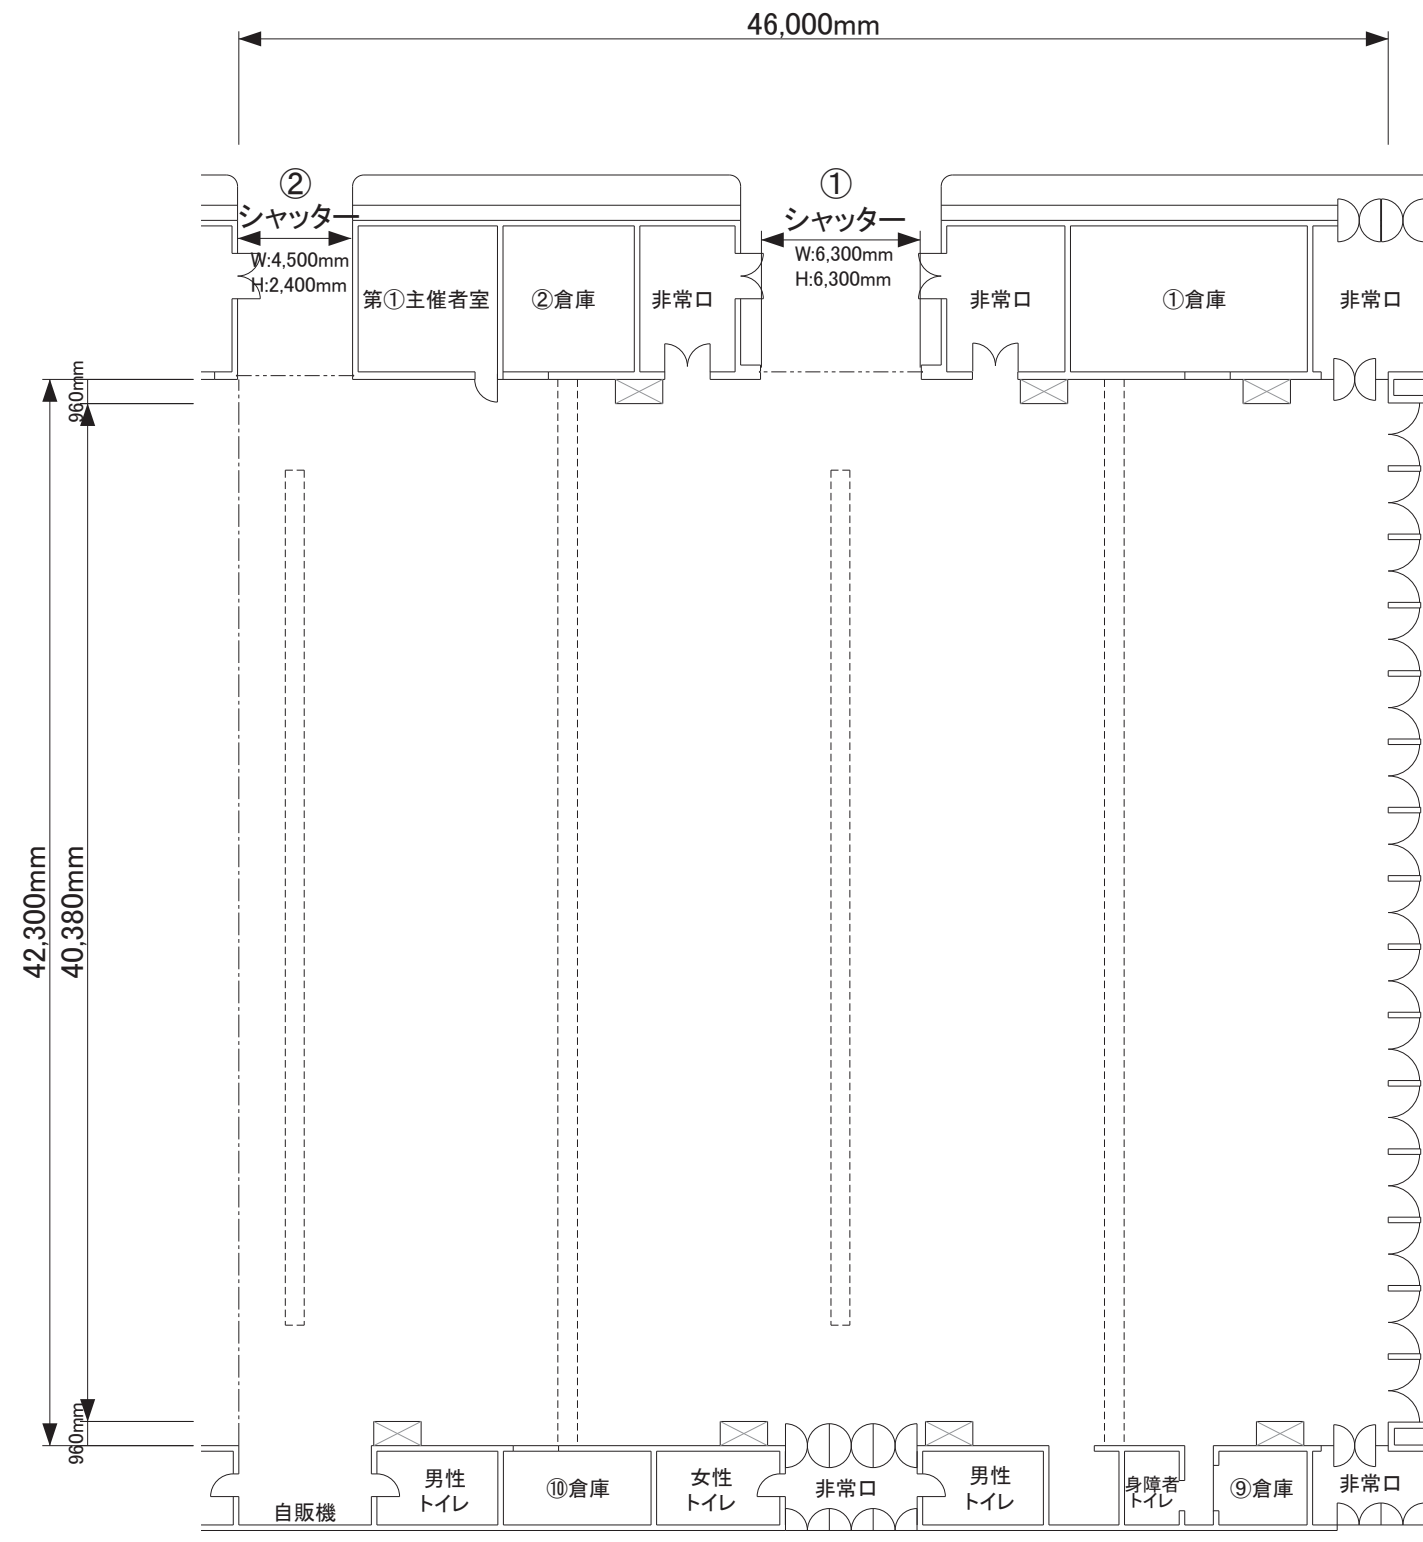 46,000mm
②
シャッター
W:4,500mm
H:2,400mm
①
シャッター
W:6,300mm
H:6,300mm
第①主催者室
②倉庫
非常口
非常口
①倉庫
非常口
960mm
42,300mm
40,380mm
960mm
自販機
男性
トイレ
⑩倉庫
女性
トイレ
非常口
男性
トイレ
身障者
トイレ
⑨倉庫
非常口